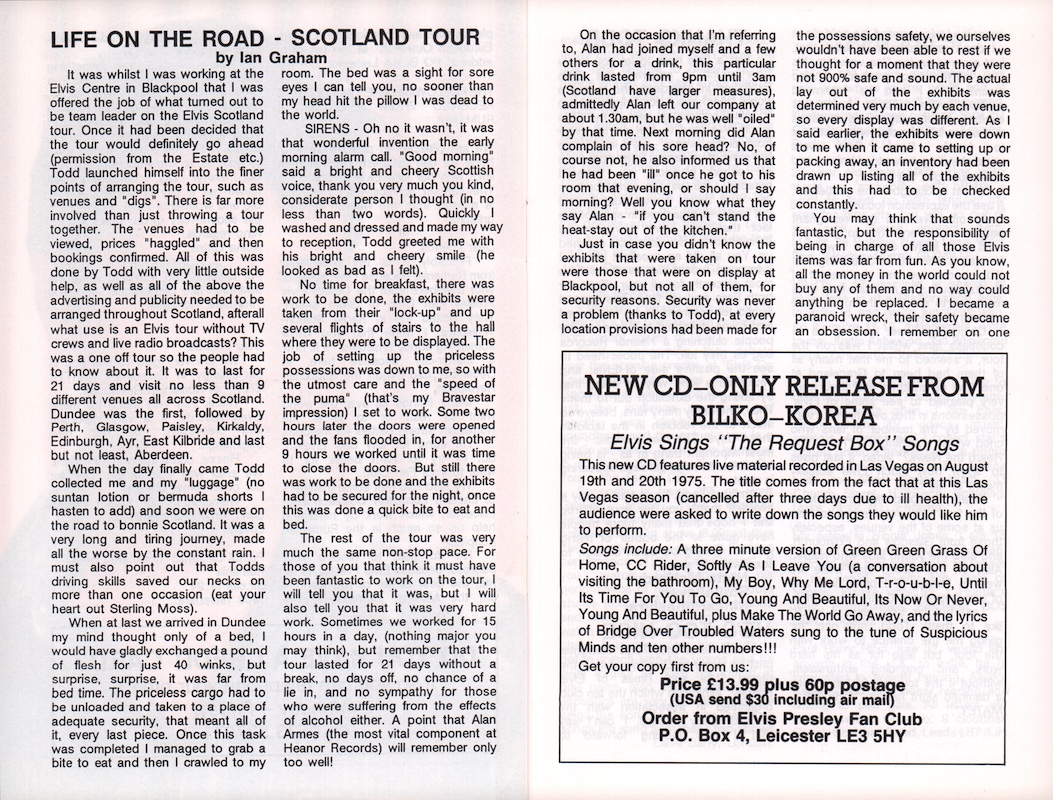 LIFE ON THE ROAD - SCOTLAND TOUR
by Ian Graham
It was whilst I was working at the
Elvis Centre in Blackpool that I was
offered the job of what turned out to
be team leader on the Elvis Scotland
tour. Once it had been decided that
the tour would definitely go ahead
(permission from the Estate etc.)
Todd launched himself into the finer
points of arranging the tour, such as
venues and "digs". There is far more
involved than just throwing a tour
together. The venues had to be
viewed, prices "haggled" and then
bookings confirmed. All of this was
done by Todd with very little outside
help, as well as all of the above the
advertising and publicity needed to be
arranged throughout Scotland, afterall
what use is an Elvis tour without TV
crews and live radio broadcasts? This
was a one off tour so the people had
to know about it. It was to last for
21 days and visit no less than 9
different venues all across Scotland.
Dundee was the first, followed by
Perth, Glasgow, Paisley, Kirkaldy,
Edinburgh, Ayr, East Kilbride and last
but not least, Aberdeen.
When the day finally came Todd
collected me and my "luggage" (no
suntan lotion or bermuda shorts I
hasten to add) and soon we were on
the road to bonnie Scotland. It was a
very long and tiring journey, made
all the worse by the constant rain. I
must also point out that Todds
driving skills saved our necks on
more than one occasion (eat your
heart out Sterling Moss).
When at last we arrived in Dundee
my mind thought only of a bed, I
would have gladly exchanged a pound
of flesh for just 40 winks, but
surprise, surprise, it was far from
bed time. The priceless cargo had to
be unloaded and taken to a place of
adequate security, that meant all of
it, every last piece. Once this task
was completed I managed to grab a
bite to eat and then I crawled to my
room. The bed was a sight for sore
eyes I can tell you, no sooner than
my head hit the pillow I was dead to
the world.
SIRENS - Oh no it wasn't, it was
that wonderful invention the early
morning alarm call. "Good morning"
said a bright and cheery Scottish
voice, thank you very much you kind,
considerate person I thought (in no
less than two words). Quickly I
washed and dressed and made my way
to reception, Todd greeted me with
his bright and cheery smile (he
looked as bad as I felt).
No time for breakfast, there was
work to be done, the exhibits were
taken from their "lock-up" and up
several flights of stairs to the hall
where they were to be displayed. The
job of setting up the priceless
possessions was down to me, so with
the utmost care and the "speed of
the puma" (that's my Bravestar
impression) I set to work. Some two
hours later the doors were opened
and the fans flooded in, for another
9 hours we worked until it was time
to close the doors. But still there
was work to be done and the exhibits
had to be secured for the night, once
this was done a quick bite to eat and
bed.
The rest of the tour was very
much the same non-stop pace. For
those of you that think it must have
been fantastic to work on the tour, I
will tell you that it was, but I will
also tell you that it was very hard
work. Sometimes we worked for 15
hours in a day, (nothing major you
may think), but remember that the
tour lasted for 21 days without a
break, no days off, no chance of a
lie in, and no sympathy for those
who were suffering from the effects
of alcohol either. A point that Alan
Armes (the most vital component at
Heanor Records) will remember only
too well!
On the occasion that I'm referring
to, Alan had joined myself and a few
others for a drink, this particular
drink lasted from 9pm until 3am
(Scotland have larger measures),
admittedly Alan left our company at
about 1.30am, but he was well "oiled"
by that time. Next morning did Alan
complain of his sore head? No, of
course not, he also informed us that
he had been "ill" once he got to his
room that evening, or should I say
morning? Well you know what they
say Alan - "if you can't stand the
heat-stay out of the kitchen."
Just in case you didn't know the
exhibits that were taken on tour
were those that were on display at
Blackpool, but not all of them, for
security reasons. Security was never
a problem (thanks to Todd), at every
location provisions had been made for
the possessions safety, we ourselves
wouldn't have been able to rest if we
thought for a moment that they were
not 900% safe and sound. The actual
lay out of the exhibits was
determined very much by each venue,
so every display was different. As I
said earlier, the exhibits were down
to me when it came to setting up or
packing away, an inventory had been
drawn up listing all of the exhibits
and this had to be checked
constantly.
You may think that sounds
fantastic, but the responsibility of
being in charge of all those Elvis
items was far from fun. As you know,
all the money in the world could not
buy any of them and no way could
anything be replaced. I became a
paranoid wreck, their safety became
an obsession. I remember on one
NEW CD–ONLY RELEASE FROM
BILKO–KOREA
Elvis Sings "The Request Box" Songs
This new CD features live material recorded in Las Vegas on August
19th and 20th 1975. The title comes from the fact that at this Las
Vegas season (cancelled after three days due to ill health), the
audience were asked to write down the songs they would like him
to perform.
Songs include: A three minute version of Green Green Grass Of
Home, CC Rider, Softly As I Leave You (a conversation about
visiting the bathroom), My Boy, Why Me Lord, T-r-o-u-b-l-e, Until
Its Time For You To Go, Young And Beautiful, Its Now Or Never,
Young And Beautiful, plus Make The World Go Away, and the lyrics
of Bridge Over Troubled Waters sung to the tune of Suspicious
Minds and ten other numbers!!!
Get your copy first from us:
Price £13.99 plus 60p postage
(USA send $30 including air mail)
Order from Elvis Presley Fan Club
P.O. Box 4, Leicester LE3 5HY